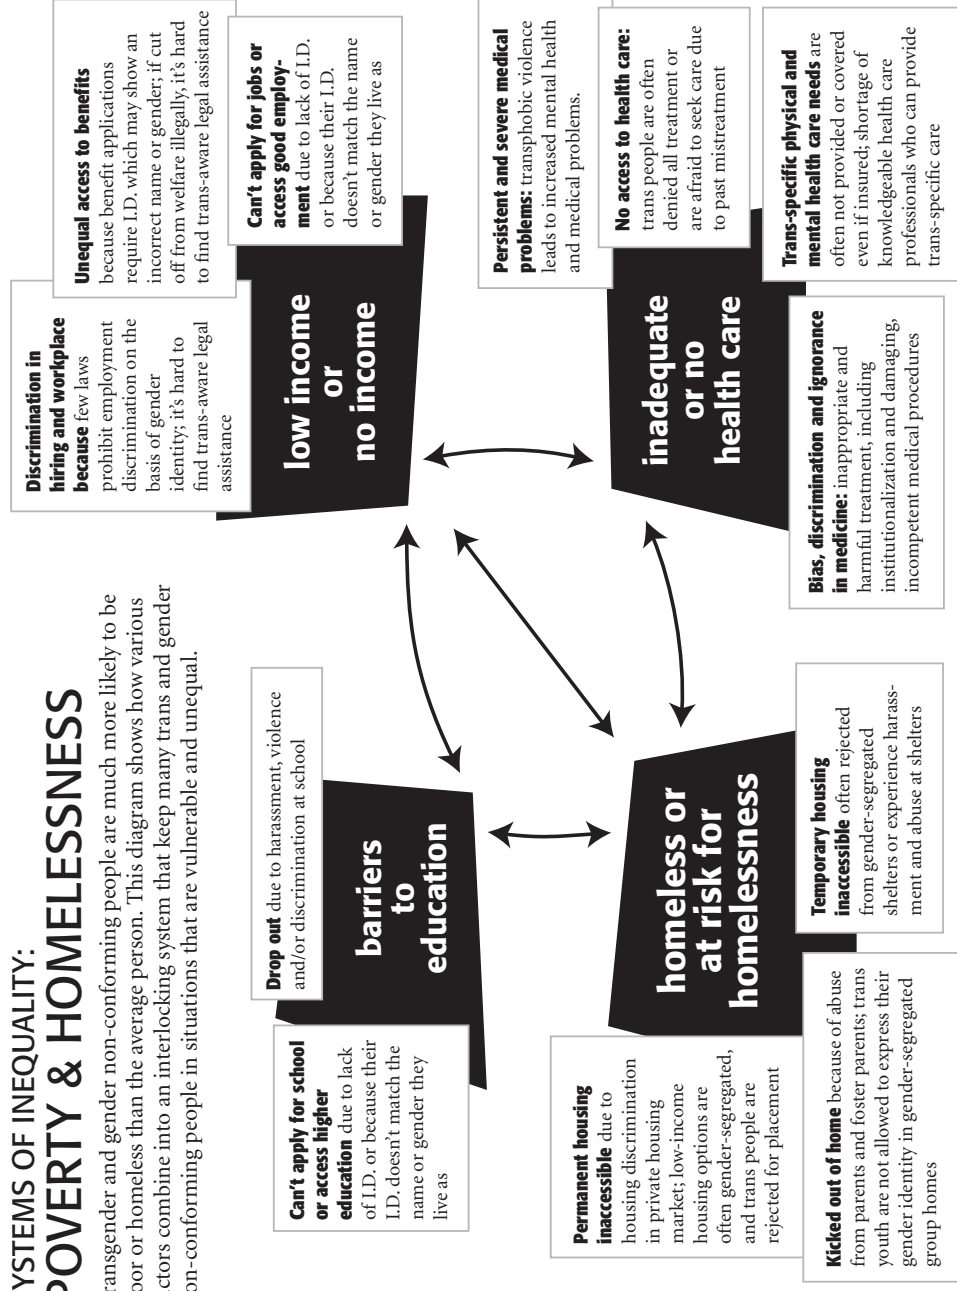 YSTEMS OF INEQUALITY:
POVERTY & HOMELESSNESS
ransgender and gender non-conforming people are much more likely to be
oor or homeless than the average person. This diagram shows how various
ctors combine into an interlocking system that keep many trans and gender
on-conforming people in situations that are vulnerable and unequal.
Can't apply for school
or access higher
education due to lack
of I.D. or because their
I.D. doesn't match the
name or gender they
live as
Drop out due to harassment, violence
and/or discrimination at school
barriers
to
education
Discrimination in
hiring and workplace
because few laws
prohibit employment
discrimination on the
basis of gender
identity; it's hard to
find trans-aware legal
assistance
Unequal access to benefits
because benefit applications
require I.D. which may show an
incorrect name or gender; if cut
off from welfare illegally, it's hard
to find trans-aware legal assistance
Can't apply for jobs or
access good employ-
ment due to lack of I.D.
or because their I.D.
doesn't match the name
or gender they live as
low income
or
no income
Permanent housing
inaccessible due to
housing discrimination
in private housing
market; low-income
housing options are
often gender-segregated,
and trans people are
rejected for placement
homeless or
at risk for
homelessness
Temporary housing
inaccessible often rejected
from gender-segregated
shelters or experience harass-
ment and abuse at shelters
Kicked out of home because of abuse
from parents and foster parents; trans
youth are not allowed to express their
gender identity in gender-segregated
group homes
Persistent and severe medical
problems: transphobic violence
leads to increased mental health
and medical problems.
No access to health care:
trans people are often
denied all treatment or
are afraid to seek care due
to past mistreatment
inadequate
or no
health care
Trans-specific physical and
mental health care needs are
often not provided or covered
even if insured; shortage of
knowledgeable health care
professionals who can provide
trans-specific care
Bias, discrimination and ignorance
in medicine: inappropriate and
harmful treatment, including
institutionalization and damaging,
incompetent medical procedures